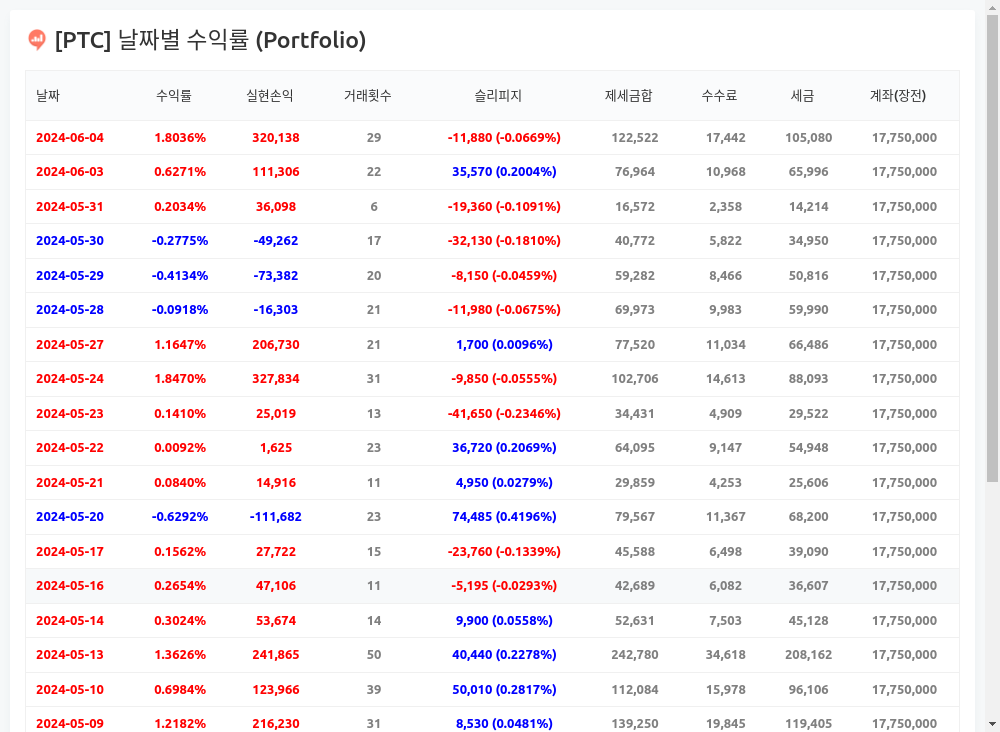 [PTC] 날짜별 수익률 (Portfolio)
날짜 수익률 실현손익 거래횟수 슬리피지 제세금합 수수료 세금 계좌(장전)
2024-06-04 1.8036% 320,138 29 -11,880 (-0.0669%) 122,522 17,442 105,080 17,750,000
2024-06-03 0.6271% 111,306 22 35,570 (0.2004%) 76,964 10,968 65,996 17,750,000
2024-05-31 0.2034% 36,098 6 -19,360 (-0.1091%) 16,572 2,358 14,214 17,750,000
2024-05-30 -0.2775% -49,262 17 -32,130 (-0.1810%) 40,772 5,822 34,950 17,750,000
2024-05-29 -0.4134% -73,382 20 -8,150 (-0.0459%) 59,282 8,466 50,816 17,750,000
2024-05-28 -0.0918% -16,303 21 -11,980 (-0.0675%) 69,973 9,983 59,990 17,750,000
2024-05-27 1.1647% 206,730 21 1,700 (0.0096%) 77,520 11,034 66,486 17,750,000
2024-05-24 1.8470% 327,834 31 -9,850 (-0.0555%) 102,706 14,613 88,093 17,750,000
2024-05-23 0.1410% 25,019 13 -41,650 (-0.2346%) 34,431 4,909 29,522 17,750,000
2024-05-22 0.0092% 1,625 23 36,720 (0.2069%) 64,095 9,147 54,948 17,750,000
2024-05-21 0.0840% 14,916 11 4,950 (0.0279%) 29,859 4,253 25,606 17,750,000
2024-05-20 -0.6292% -111,682 23 74,485 (0.4196%) 79,567 11,367 68,200 17,750,000
2024-05-17 0.1562% 27,722 15 -23,760 (-0.1339%) 45,588 6,498 39,090 17,750,000
2024-05-16 0.2654% 47,106 11 -5,195 (-0.0293%) 42,689 6,082 36,607 17,750,000
2024-05-14 0.3024% 53,674 14 9,900 (0.0558%) 52,631 7,503 45,128 17,750,000
2024-05-13 1.3626% 241,865 50 40,440 (0.2278%) 242,780 34,618 208,162 17,750,000
2024-05-10 0.6984% 123,966 39 50,010 (0.2817%) 112,084 15,978 96,106 17,750,000
2024-05-09 1.2182% 216,230 31 8,530 (0.0481%) 139,250 19,845 119,405 17,750,000